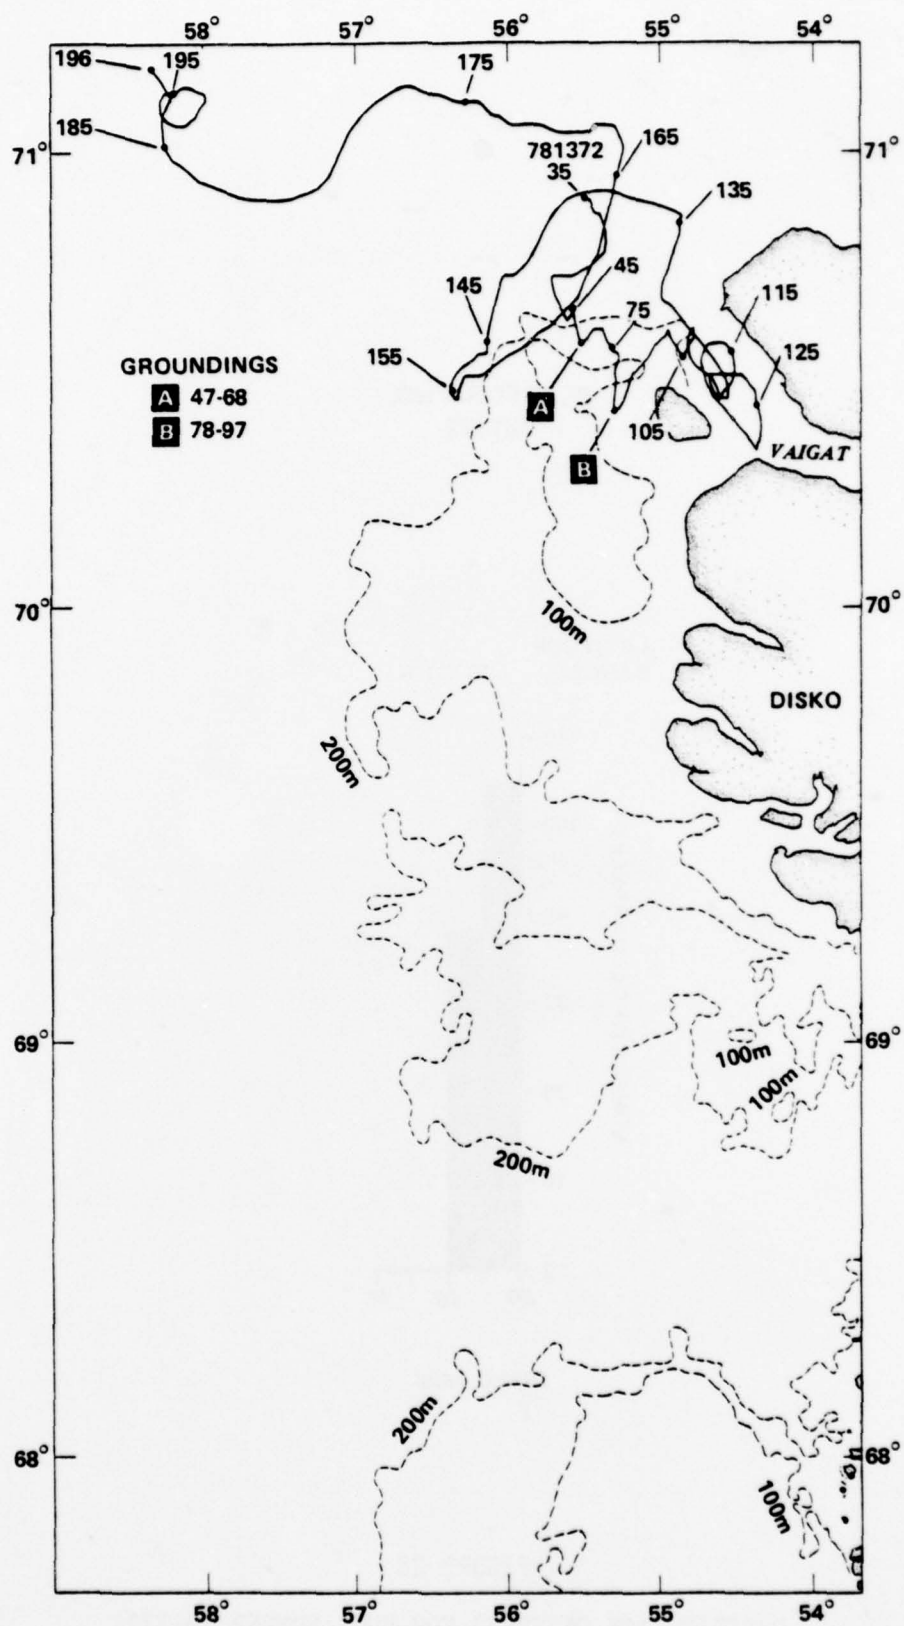 58° 57° 56° 55° 54°
196 195 175
185 165
71° 781372 71°
35 135
45
145 75 115
155 125
GROUNDINGS
A 47-68
B 78-97
A
105 VAIGAT
B
70° 70°
100m
DISKO
200m
69° 69°
100m
100m
200m
200m
68° 68°
100m
58° 57° 56° 55° 54°